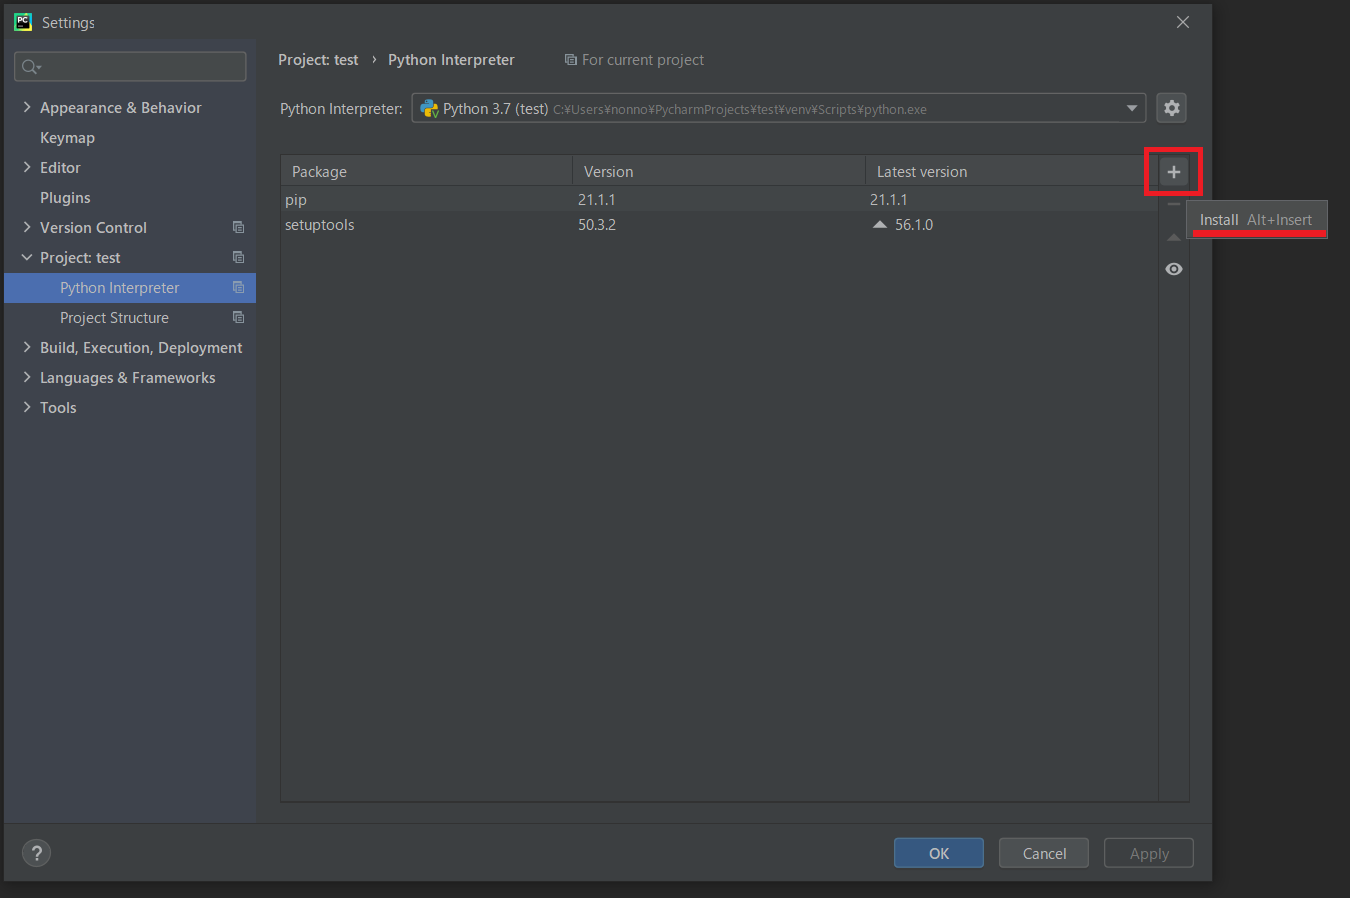 PC Settings
Project: test › Python Interpreter For current project
Appearance & Behavior
Keymap
Editor
Plugins
Version Control
Project: test
Python Interpreter
Project Structure
Build, Execution, Deployment
Languages & Frameworks
Tools
Python Interpreter: Python 3.7 (test) C:¥Users¥nonno¥PycharmProjects¥test¥venv¥Scripts¥python.exe
Package Version Latest version
pip 21.1.1 21.1.1
setuptools 50.3.2 56.1.0
Install Alt+Insert
? OK Cancel Apply